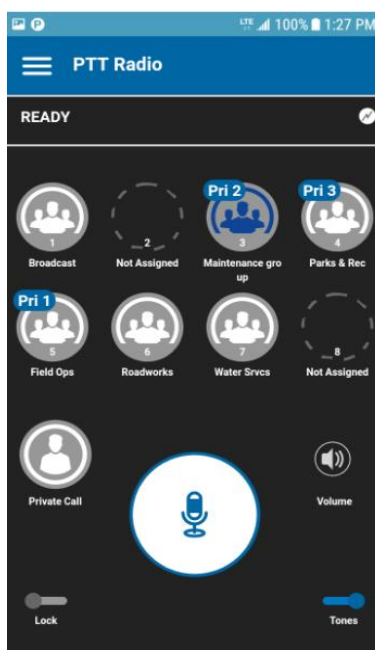 LTE 100% 1:27 PM
PTT Radio
READY
Pri 2 Pri 3
1 2 3 4
Broadcast Not Assigned Maintenance gro Parks & Rec
up
Pri 1
5 6 7 8
Field Ops Roadworks Water Srvcs Not Assigned
Private Call Volume
Lock Tones